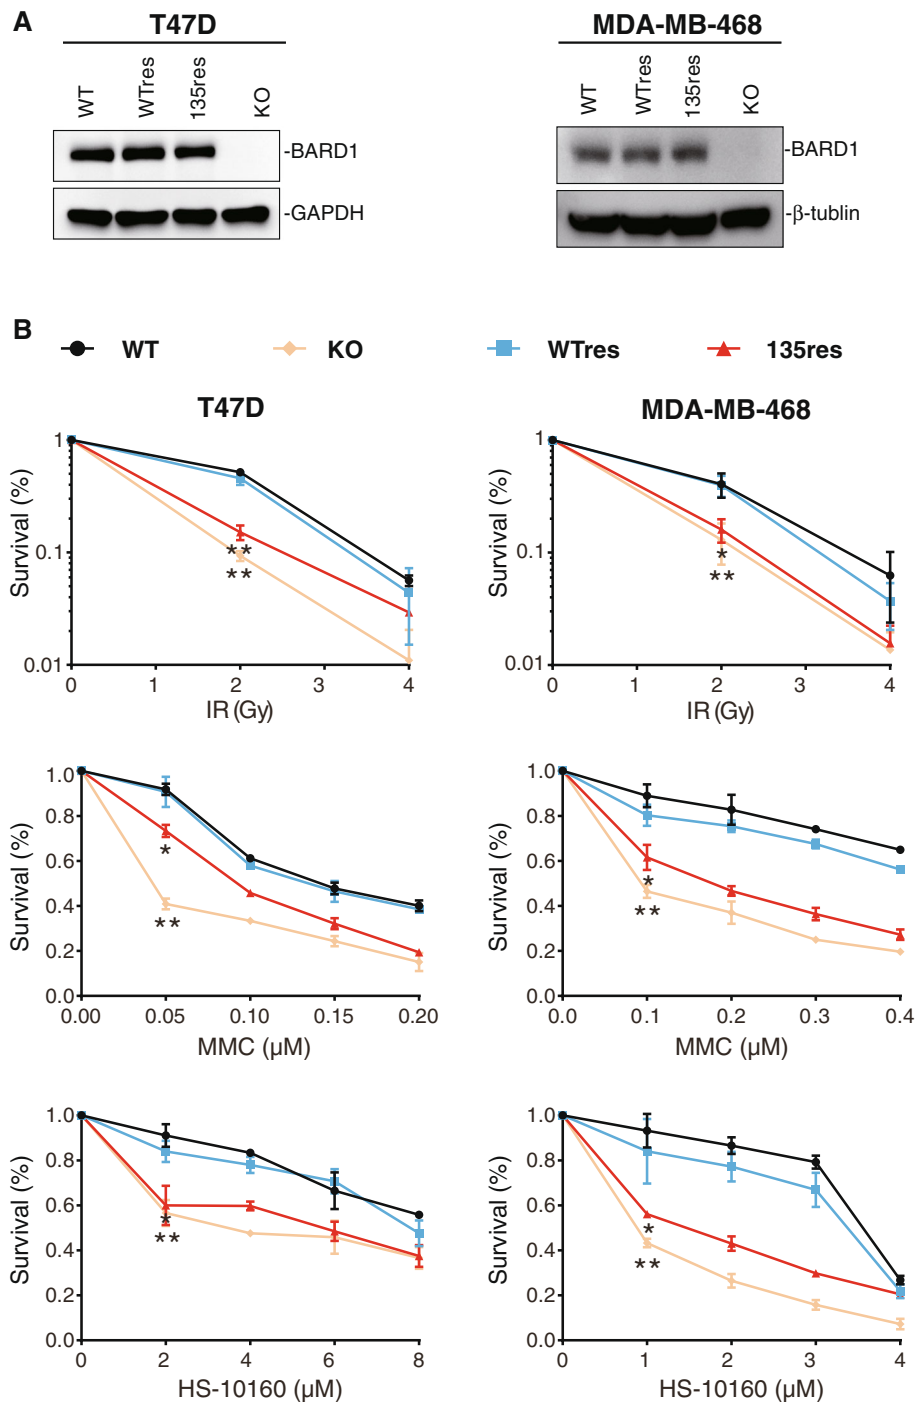 A
T47D
MDA-MB-468
WT
WTres
135res
KO
WT
WTres
135res
KO
-BARD1
-GAPDH
-BARD1
-β-tublin
B
WT
KO
WTres
135res
T47D
MDA-MB-468
Survival (%)
1
0.1
0.01
**
**
0 1 2 3 4
IR (Gy)
Survival (%)
1
0.1
0.01
*
**
0 1 2 3 4
IR (Gy)
Survival (%)
1.0
0.8
0.6
0.4
0.2
0.0
*
**
0.00 0.05 0.10 0.15 0.20
MMC (µM)
Survival (%)
1.0
0.8
0.6
0.4
0.2
0.0
*
**
0.0 0.1 0.2 0.3 0.4
MMC (µM)
Survival (%)
1.0
0.8
0.6
0.4
0.2
0.0
*
**
0 2 4 6 8
HS-10160 (µM)
Survival (%)
1.0
0.8
0.6
0.4
0.2
0.0
*
**
0 1 2 3 4
HS-10160 (µM)